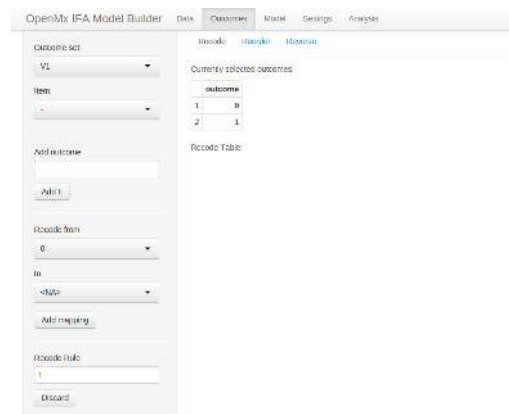 OpenMx IFA Model Builder Data Outcomes Model Settings Analysis
Outcome set
V1
Item:
-
Add outcome
Add it
Recode from
0
to
<NA>
Add mapping
Recode Rule
1
Discard
Recode Reorder Reverse
Currently selected outcomes:
outcome
1 0
2 1
Recode Table: